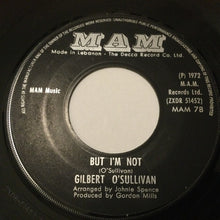 MAM
Made in Lebanon - The Decca Record Co. Ltd.
(P) 1972
M.A.M.
Records Ltd.
(ZXDR 51452)
MAM 78
MAM Music
BUT I'M NOT
(O'Sullivan)
GILBERT O'SULLIVAN
Arranged by Johnie Spence
Produced by Gordon Mills